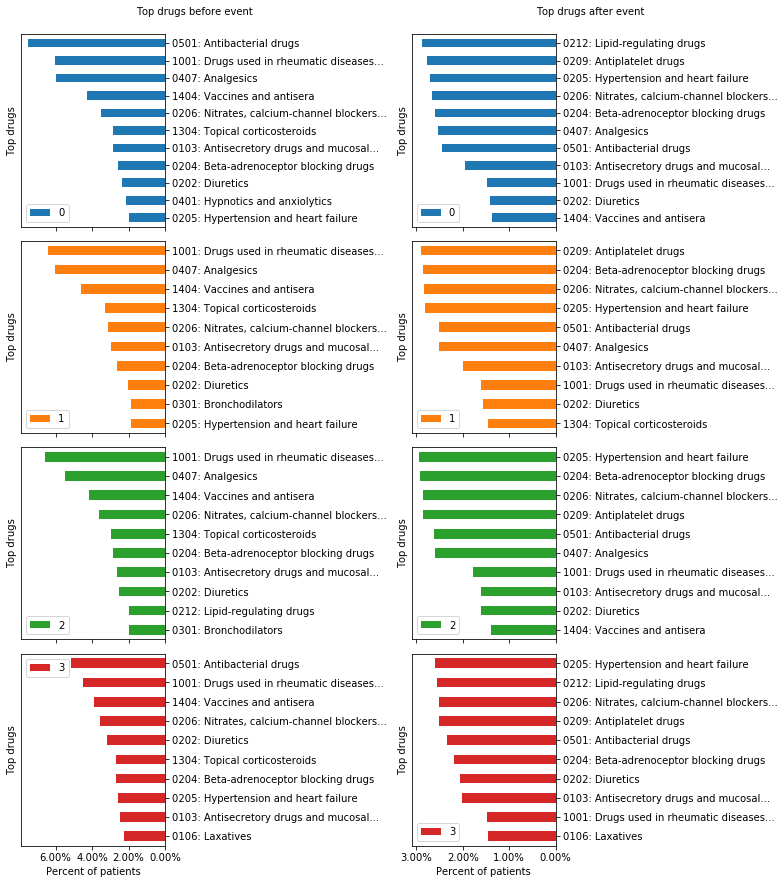 Top drugs before event
Top drugs
0501: Antibacterial drugs
1001: Drugs used in rheumatic diseases...
0407: Analgesics
1404: Vaccines and antisera
0206: Nitrates, calcium-channel blockers...
1304: Topical corticosteroids
0103: Antisecretory drugs and mucosal...
0204: Beta-adrenoceptor blocking drugs
0202: Diuretics
0401: Hypnotics and anxiolytics
0205: Hypertension and heart failure
0
Top drugs
1001: Drugs used in rheumatic diseases...
0407: Analgesics
1404: Vaccines and antisera
1304: Topical corticosteroids
0206: Nitrates, calcium-channel blockers...
0103: Antisecretory drugs and mucosal...
0204: Beta-adrenoceptor blocking drugs
0202: Diuretics
0301: Bronchodilators
0205: Hypertension and heart failure
1
Top drugs
1001: Drugs used in rheumatic diseases...
0407: Analgesics
1404: Vaccines and antisera
0206: Nitrates, calcium-channel blockers...
1304: Topical corticosteroids
0204: Beta-adrenoceptor blocking drugs
0103: Antisecretory drugs and mucosal...
0202: Diuretics
0212: Lipid-regulating drugs
0301: Bronchodilators
2
Top drugs
3
0501: Antibacterial drugs
1001: Drugs used in rheumatic diseases...
1404: Vaccines and antisera
0206: Nitrates, calcium-channel blockers...
0202: Diuretics
1304: Topical corticosteroids
0204: Beta-adrenoceptor blocking drugs
0205: Hypertension and heart failure
0103: Antisecretory drugs and mucosal...
0106: Laxatives
6.00% 4.00% 2.00% 0.00%
Percent of patients
Top drugs after event
Top drugs
0212: Lipid-regulating drugs
0209: Antiplatelet drugs
0205: Hypertension and heart failure
0206: Nitrates, calcium-channel blockers...
0204: Beta-adrenoceptor blocking drugs
0407: Analgesics
0501: Antibacterial drugs
0103: Antisecretory drugs and mucosal...
1001: Drugs used in rheumatic diseases...
0202: Diuretics
1404: Vaccines and antisera
0
Top drugs
0209: Antiplatelet drugs
0204: Beta-adrenoceptor blocking drugs
0206: Nitrates, calcium-channel blockers...
0205: Hypertension and heart failure
0501: Antibacterial drugs
0407: Analgesics
0103: Antisecretory drugs and mucosal...
1001: Drugs used in rheumatic diseases...
0202: Diuretics
1304: Topical corticosteroids
1
Top drugs
0205: Hypertension and heart failure
0204: Beta-adrenoceptor blocking drugs
0206: Nitrates, calcium-channel blockers...
0209: Antiplatelet drugs
0501: Antibacterial drugs
0407: Analgesics
1001: Drugs used in rheumatic diseases...
0103: Antisecretory drugs and mucosal...
0202: Diuretics
1404: Vaccines and antisera
2
Top drugs
0205: Hypertension and heart failure
0212: Lipid-regulating drugs
0206: Nitrates, calcium-channel blockers...
0209: Antiplatelet drugs
0501: Antibacterial drugs
0204: Beta-adrenoceptor blocking drugs
0202: Diuretics
0103: Antisecretory drugs and mucosal...
1001: Drugs used in rheumatic diseases...
0106: Laxatives
3
3.00% 2.00% 1.00% 0.00%
Percent of patients